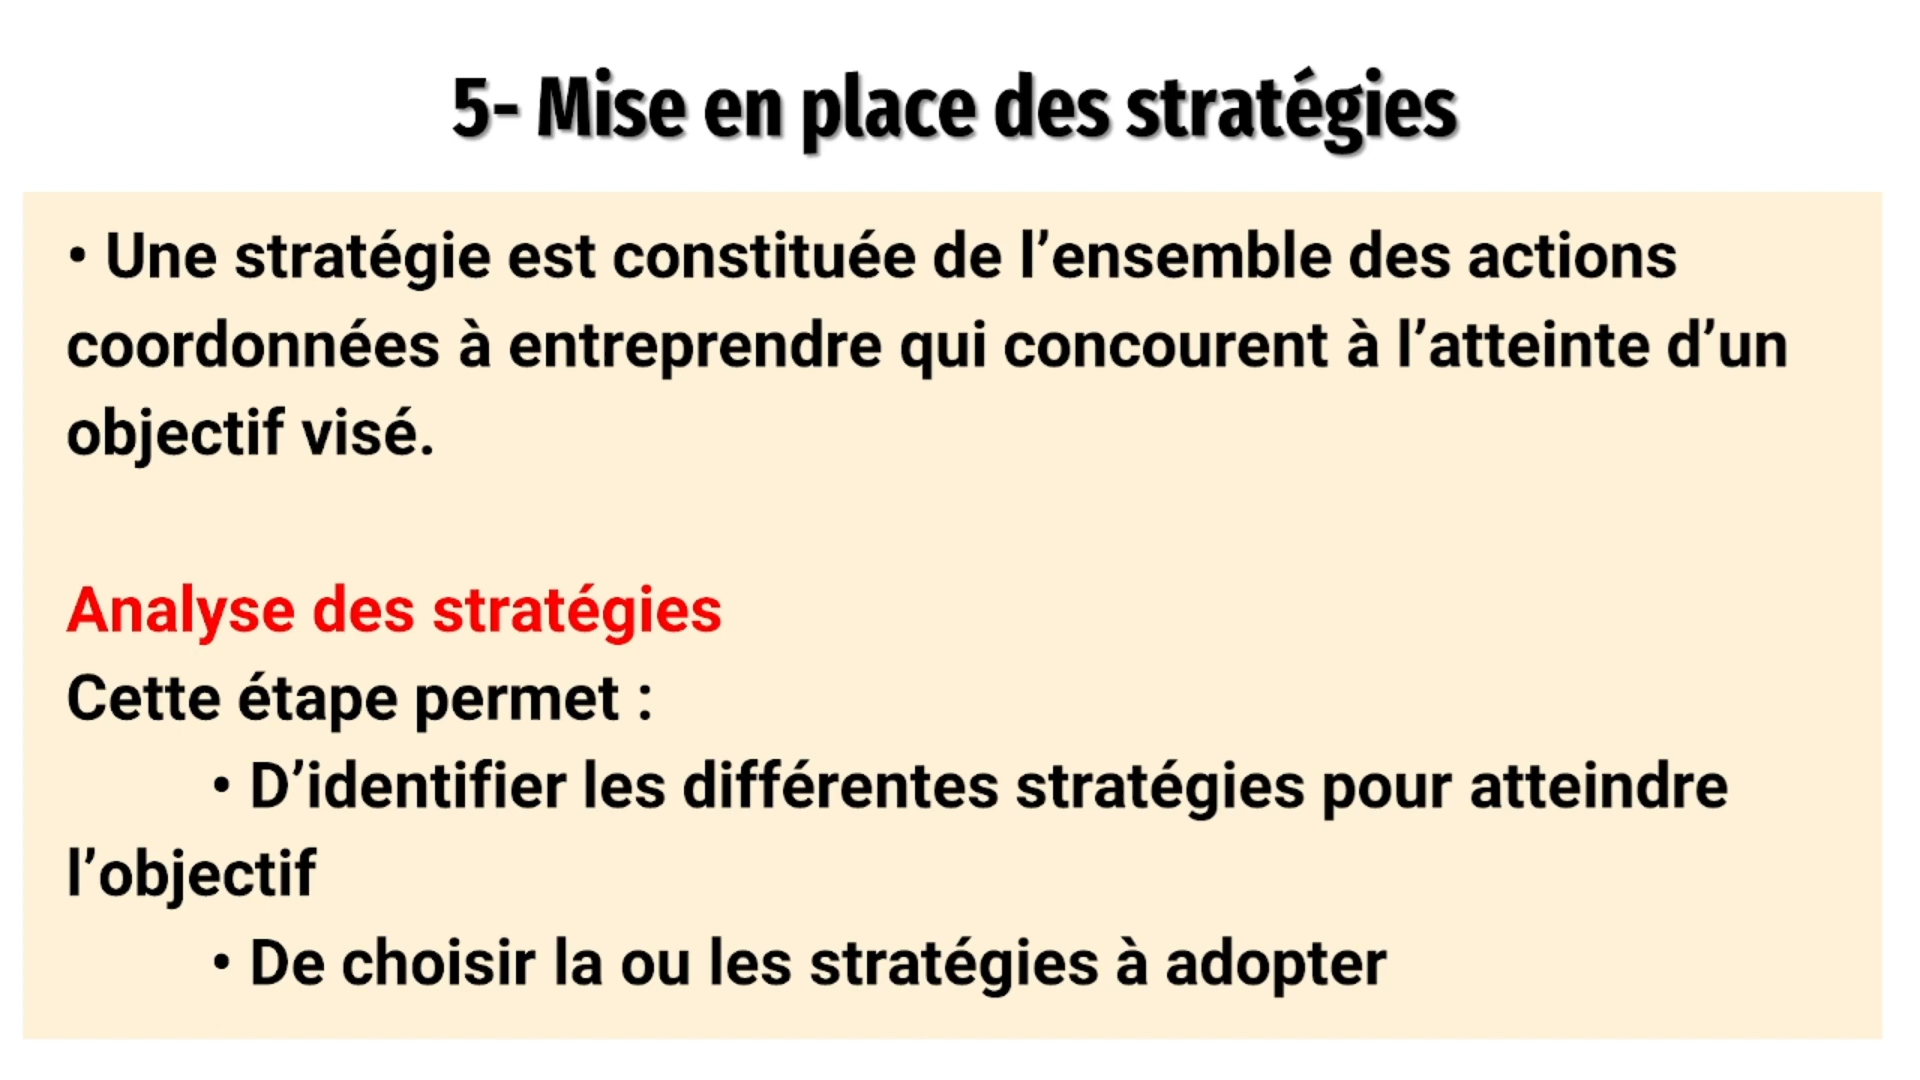 5- Mise en place des stratégies
• Une stratégie est constituée de l’ensemble des actions
coordonnées à entreprendre qui concourent à l’atteinte d’un
objectif visé.
Analyse des stratégies
Cette étape permet :
• D’identifier les différentes stratégies pour atteindre
l’objectif
• De choisir la ou les stratégies à adopter